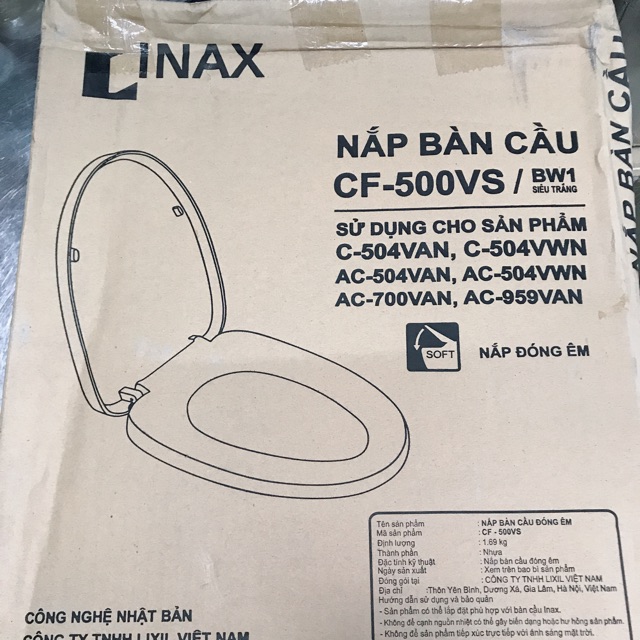 INAX
NẮP BÀN CẦU
CF-500VS / BW1
SIÊU TRẮNG
SỬ DỤNG CHO SẢN PHẨM
C-504VAN, C-504VWN
AC-504VAN, AC-504VWN
AC-700VAN, AC-959VAN
SOFT
NẮP ĐÓNG ÊM
NẮP BÀN CẦU
Tên sản phẩm : NẮP BÀN CẦU ĐÓNG ÊM
Mã sản phẩm : CF - 500VS
Định lượng : 1.69 kg
Thành phần : Nhựa
Đặc tính kỹ thuật : Nắp bàn cầu đóng êm
Ngày sản xuất : Xem trên bao bì sản phẩm
Đóng gói tại : CÔNG TY TNHH LIXIL VIỆT NAM
Địa chỉ :Thôn Yên Bình, Dương Xá, Gia Lâm, Hà Nội, Việt Nam
Hướng dẫn sử dụng và bảo quản
- Sản phẩm có thể lắp đặt phù hợp với bàn cầu Inax.
- Không để cạnh nguồn nhiệt có thể gây biến dạng hoặc hư hỏng sản phẩm.
- Không để sản phẩm tiếp xúc trực tiếp với ánh sáng mặt trời.
CÔNG NGHỆ NHẬT BẢN
CÔNG TY TNHH LIXIL VIỆT NAM